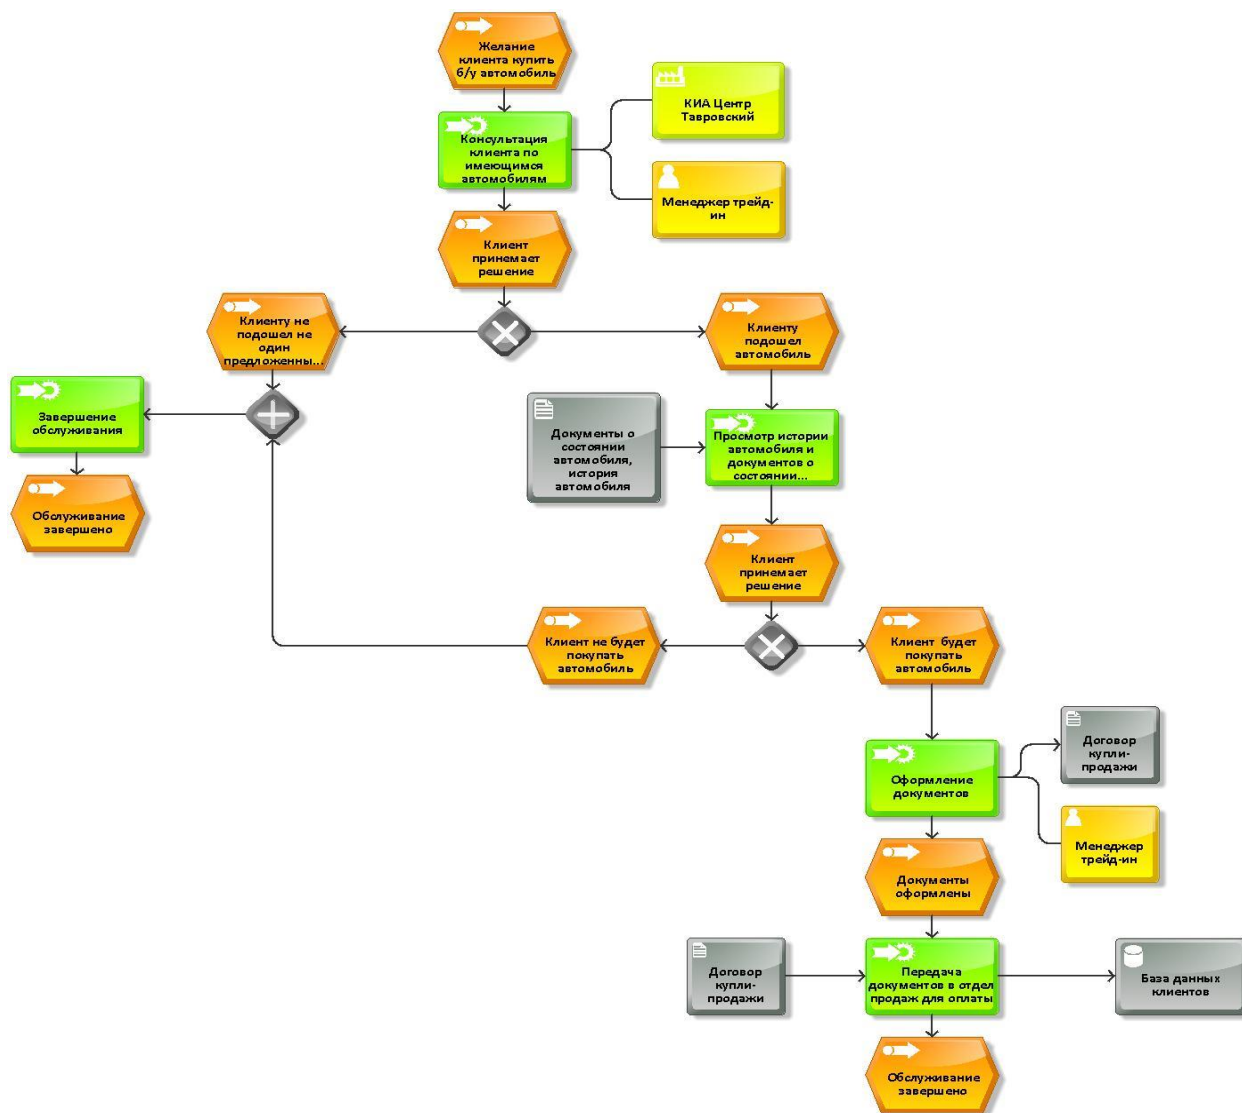 Желание
клиента купить
б/у автомобиль
КИА Центр
Тавровский
Консультация
клиента по
имеющимся
автомобилям
Менеджер трейд-
ин
Клиент
принемает
решение
Клиенту не
подошел не
один
предложенны...
Клиенту
подошел
автомобиль
Завершение
обслуживания
Документы о
состоянии
автомобиля,
история
автомобиля
Просмотр истории
автомобиля и
документов о
состоянии...
Обслуживание
завершено
Клиент
принемает
решение
Клиент не будет
покупать
автомобиль
Клиент будет
покупать
автомобиль
Договор
купли-
продажи
Оформление
документов
Менеджер
трейд-ин
Документы
оформлены
Договор
купли-
продажи
Передача
документов в отдел
продаж для оплаты
База данных
клиентов
Обслуживание
завершено